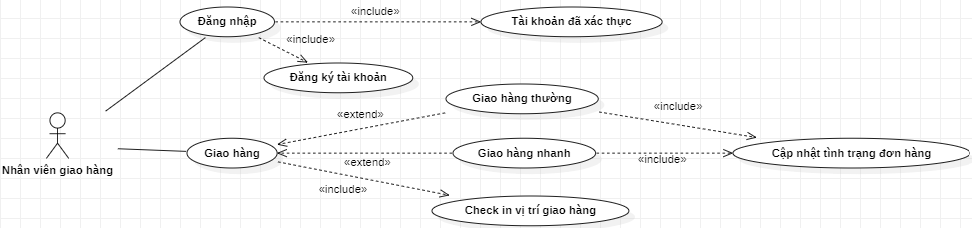 Đăng nhập
«include»
Tài khoản đã xác thực
«include»
Đăng ký tài khoản
Giao hàng thường
«include»
«extend»
Nhân viên giao hàng
Giao hàng
«extend»
Giao hàng nhanh
«include»
Cập nhật tình trạng đơn hàng
«include»
Check in vị trí giao hàng